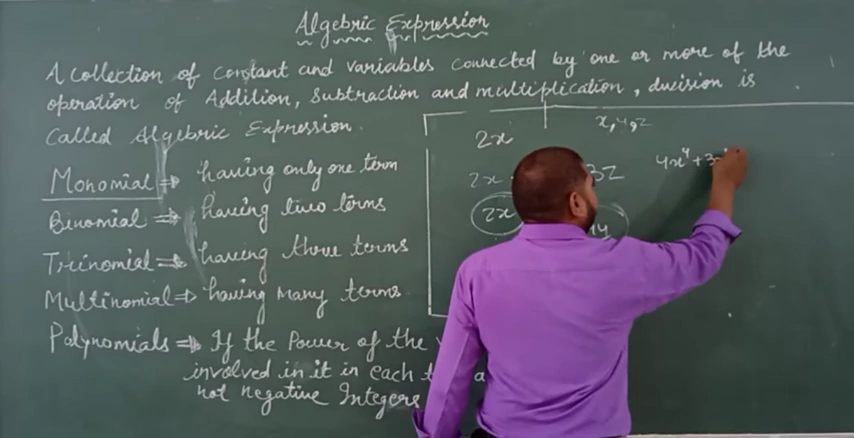 Algebric Expression
A collection of constant and variables connected by one or more of the
operation of Addition, subtraction and multiplication, duision is
Called Algebric Expression.
Monomial ⇒ having only one term
Binomial ⇒ having two terms
Trinomial ⇒ having three terms
Multinomial ⇒ having many terms
Polynomials ⇒ If the Power of the
involved in it in each
not negative Integers
2x
x, y, z
2x
3z
2x
4y
4x⁴ + 3